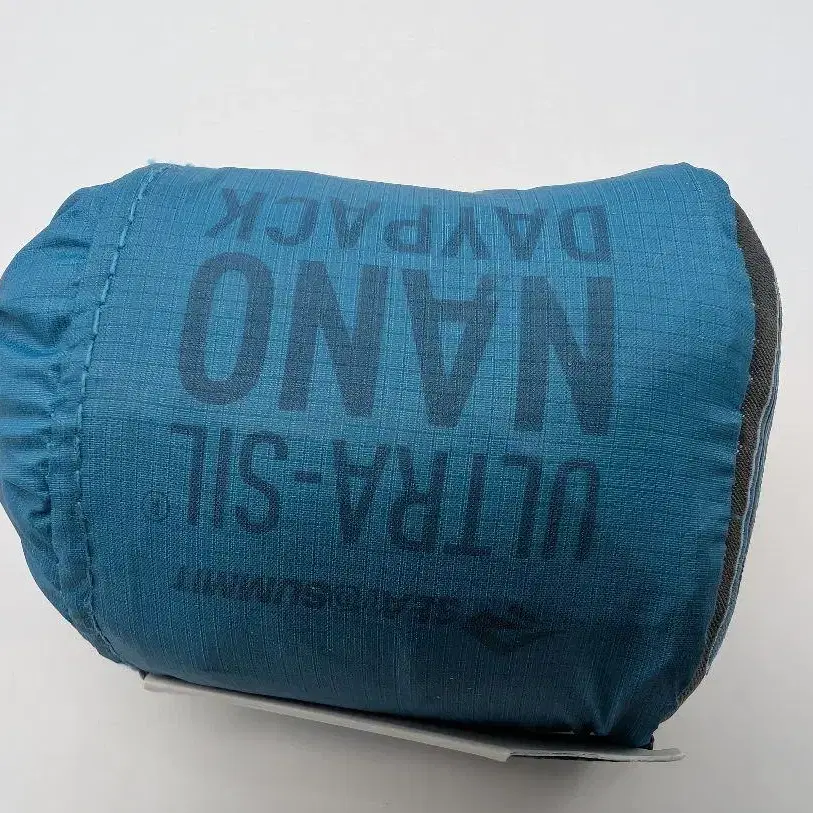 SEA TO SUMMIT
ULTRA-SIL®
NANO
DAYPACK